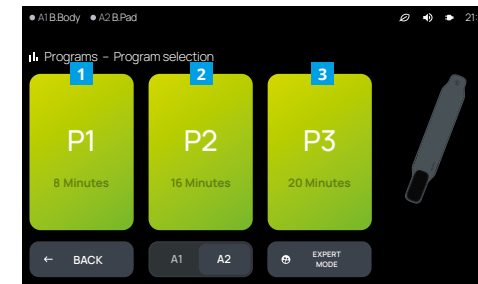 A1 B.Body A2 B.Pad 21:
Programs – Program selection
1 2 3
P1 P2 P3
8 Minutes 16 Minutes 20 Minutes
← BACK A1 A2 EXPERT
MODE